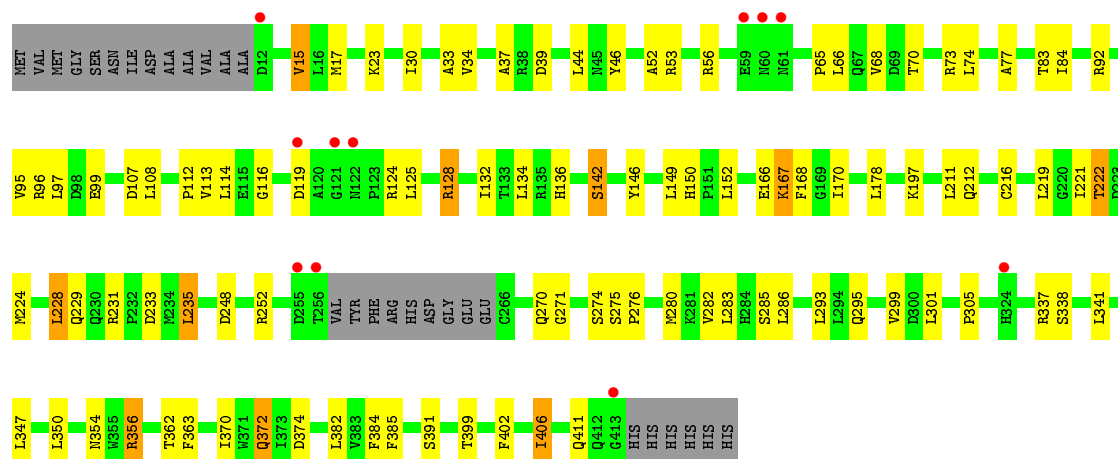 MET VAL MET GLY SER ASN ILE ASP ALA ALA VAL ALA ALA D12 V15 L16 M17 K23 I30 A33 V34 A37 R38 D39 L44 N45 Y46 A52 R53 R56 E59 N60 N61 P65 L66 Q67 V68 D69 T70 R73 L74 A77 T83 I84 R92
V95 R96 L97 D98 E99 D107 L108 P112 V113 L114 E115 G116 D119 A120 G121 N122 P123 R124 L125 R128 I132 T133 L134 R135 H136 S142 Y146 L149 H150 P151 L152 E166 K167 F168 G169 I170 L178 K197 L211 Q212 C216 L219 G220 I221 T222 D223
M224 L228 Q229 Q230 R231 P232 D233 M234 L235 D248 R252 D255 T256 VAL TYR PHE ARG HIS ASP GLY GLU GLU C266 Q270 G271 S274 S275 P276 M280 K281 V282 L283 H284 S285 L286 L293 L294 Q295 V299 D300 L301 P305 H324 R337 S338 L341
L347 L350 N354 W355 R356 T362 F363 I370 W371 Q372 I373 D374 L382 V383 F384 F385 S391 T399 F402 I406 Q411 Q412 G413 HIS HIS HIS HIS HIS HIS